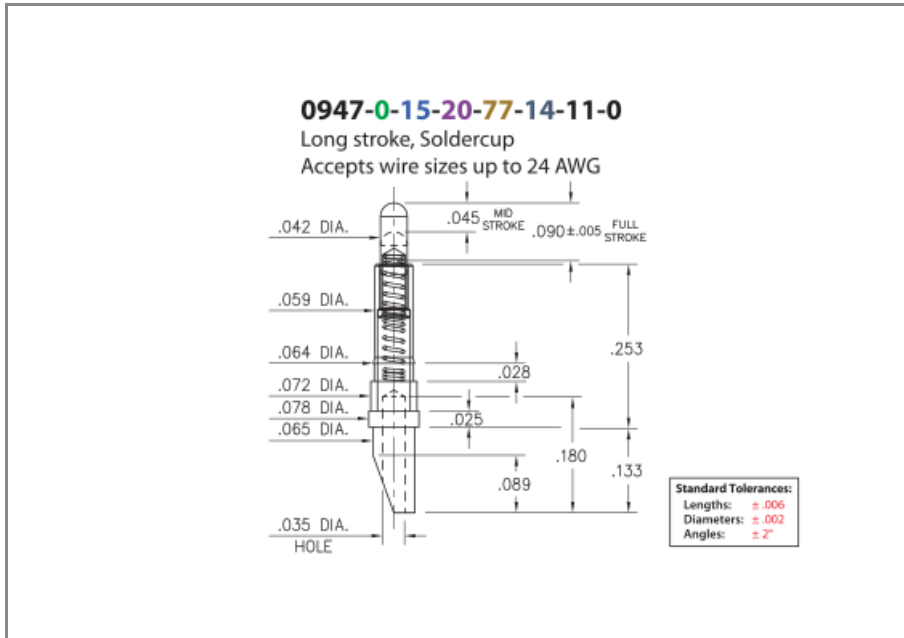 0947-0-15-20-77-14-11-0
Long stroke, Soldercup
Accepts wire sizes up to 24 AWG
.045 MID STROKE
.090±.005 FULL STROKE
.042 DIA.
.059 DIA.
.253
.064 DIA.
.028
.072 DIA.
.078 DIA.
.025
.065 DIA.
.180
.133
.089
.035 DIA.
HOLE
Standard Tolerances:
Lengths: ± .006
Diameters: ± .002
Angles: ± 2°